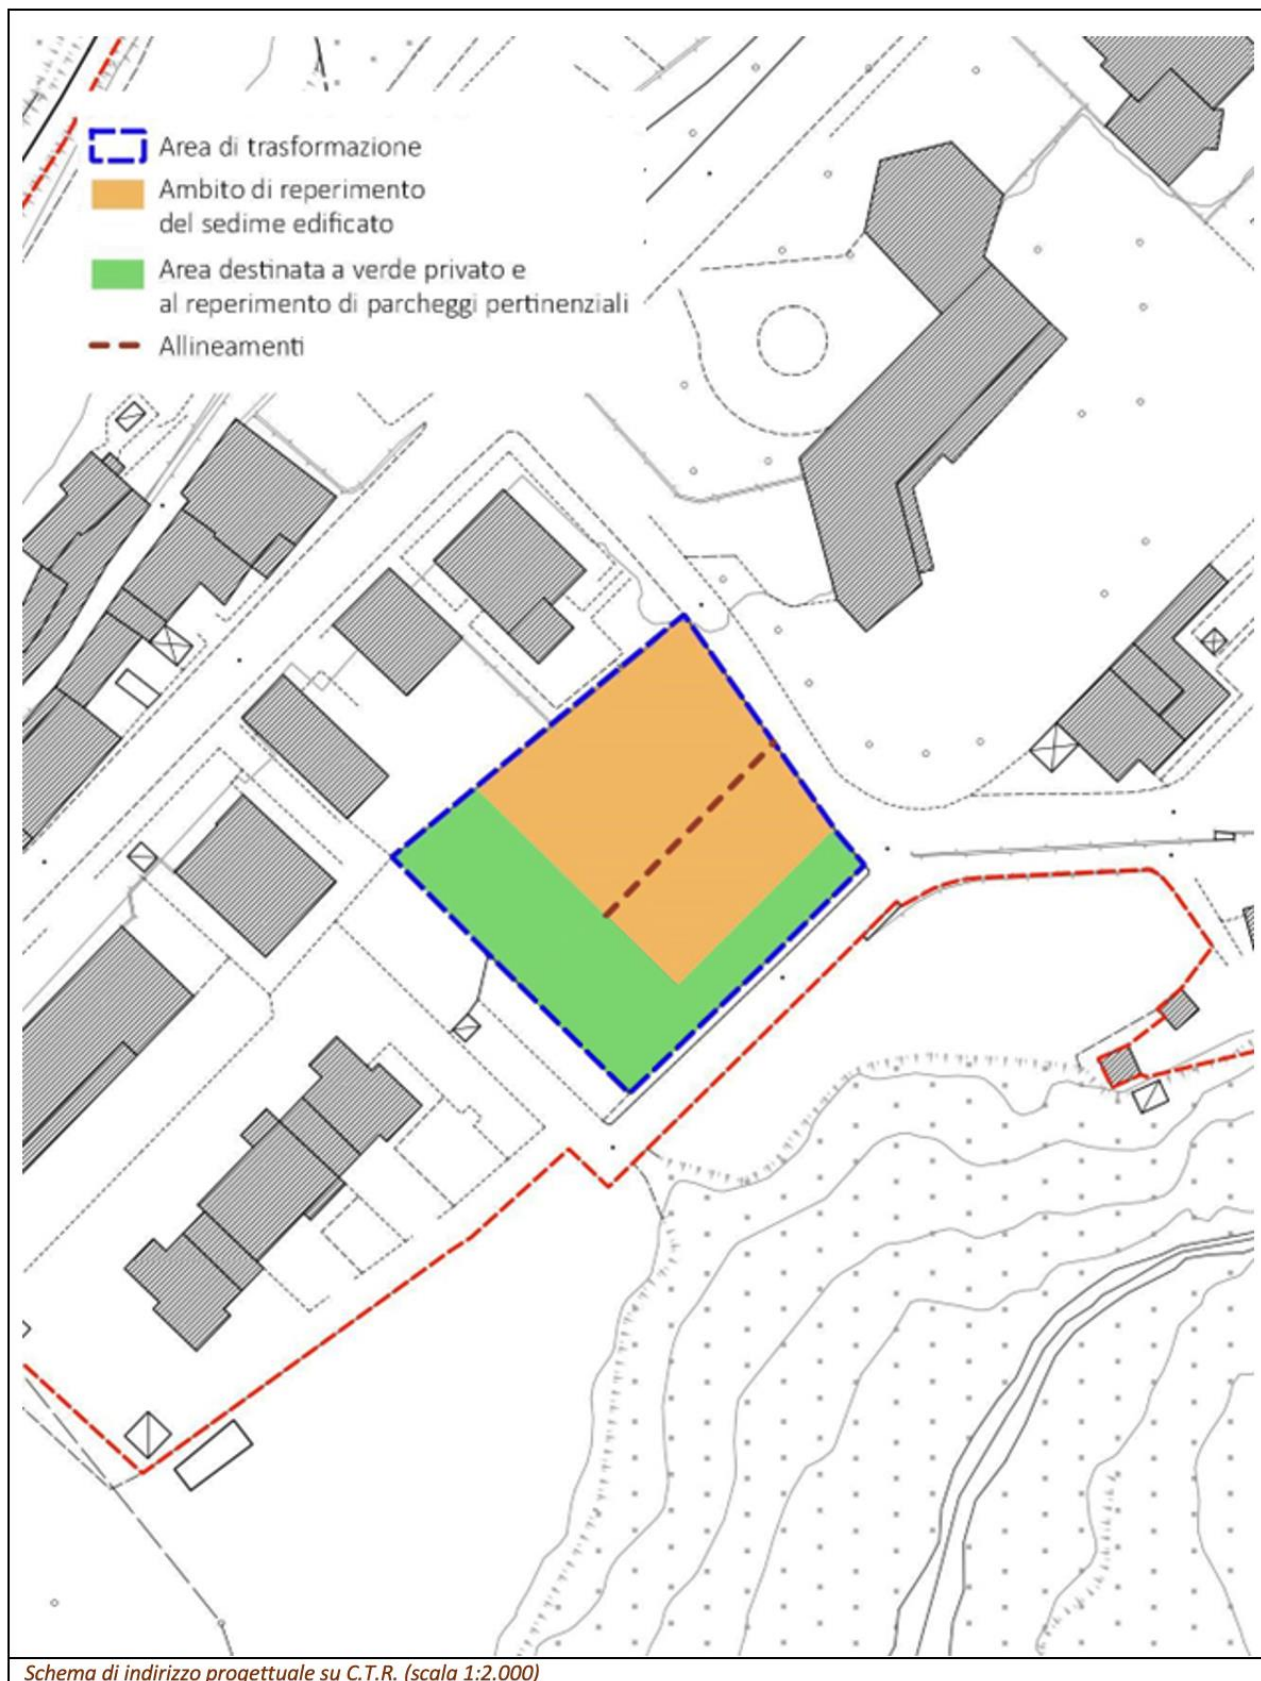 Area di trasformazione
Ambito di reperimento
del sedime edificato
Area destinata a verde privato e
al reperimento di parcheggi pertinenziali
Allineamenti
Schema di indirizzo progettuale su C.T.R. (scala 1:2.000)